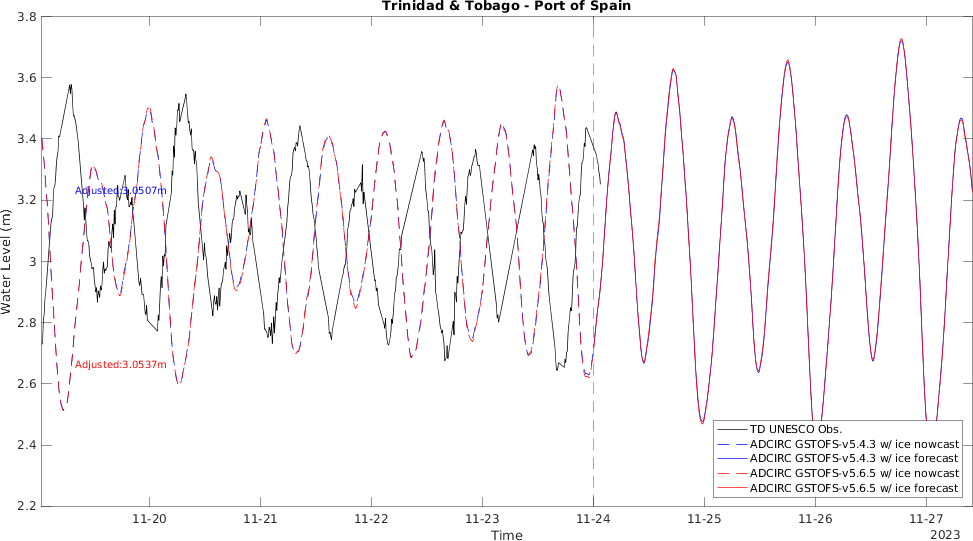 Trinidad & Tobago - Port of Spain
3.8
3.6
3.4
3.2
3
2.8
2.6
2.4
2.2
Water Level (m)
Adjusted:3.0507m
Adjusted:3.0537m
TD UNESCO Obs.
ADCIRC GSTOFS-v5.4.3 w/ ice nowcast
ADCIRC GSTOFS-v5.4.3 w/ ice forecast
ADCIRC GSTOFS-v5.6.5 w/ ice nowcast
ADCIRC GSTOFS-v5.6.5 w/ ice forecast
11-20 11-21 11-22 11-23 11-24 11-25 11-26 11-27
Time
2023